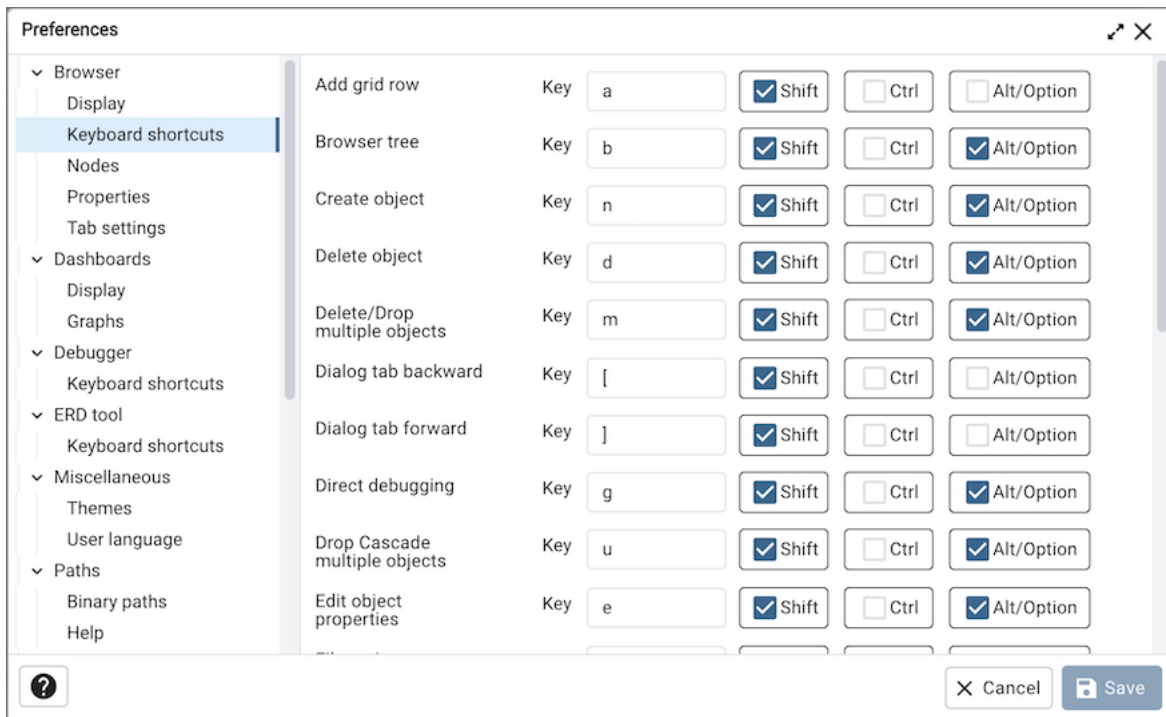 Preferences
Browser
Display
Keyboard shortcuts
Nodes
Properties
Tab settings
Dashboards
Display
Graphs
Debugger
Keyboard shortcuts
ERD tool
Keyboard shortcuts
Miscellaneous
Themes
User language
Paths
Binary paths
Help
Add grid row Key a Shift Ctrl Alt/Option
Browser tree Key b Shift Ctrl Alt/Option
Create object Key n Shift Ctrl Alt/Option
Delete object Key d Shift Ctrl Alt/Option
Delete/Drop
multiple objects Key m Shift Ctrl Alt/Option
Dialog tab backward Key [ Shift Ctrl Alt/Option
Dialog tab forward Key ] Shift Ctrl Alt/Option
Direct debugging Key g Shift Ctrl Alt/Option
Drop Cascade
multiple objects Key u Shift Ctrl Alt/Option
Edit object
properties Key e Shift Ctrl Alt/Option
? Cancel Save